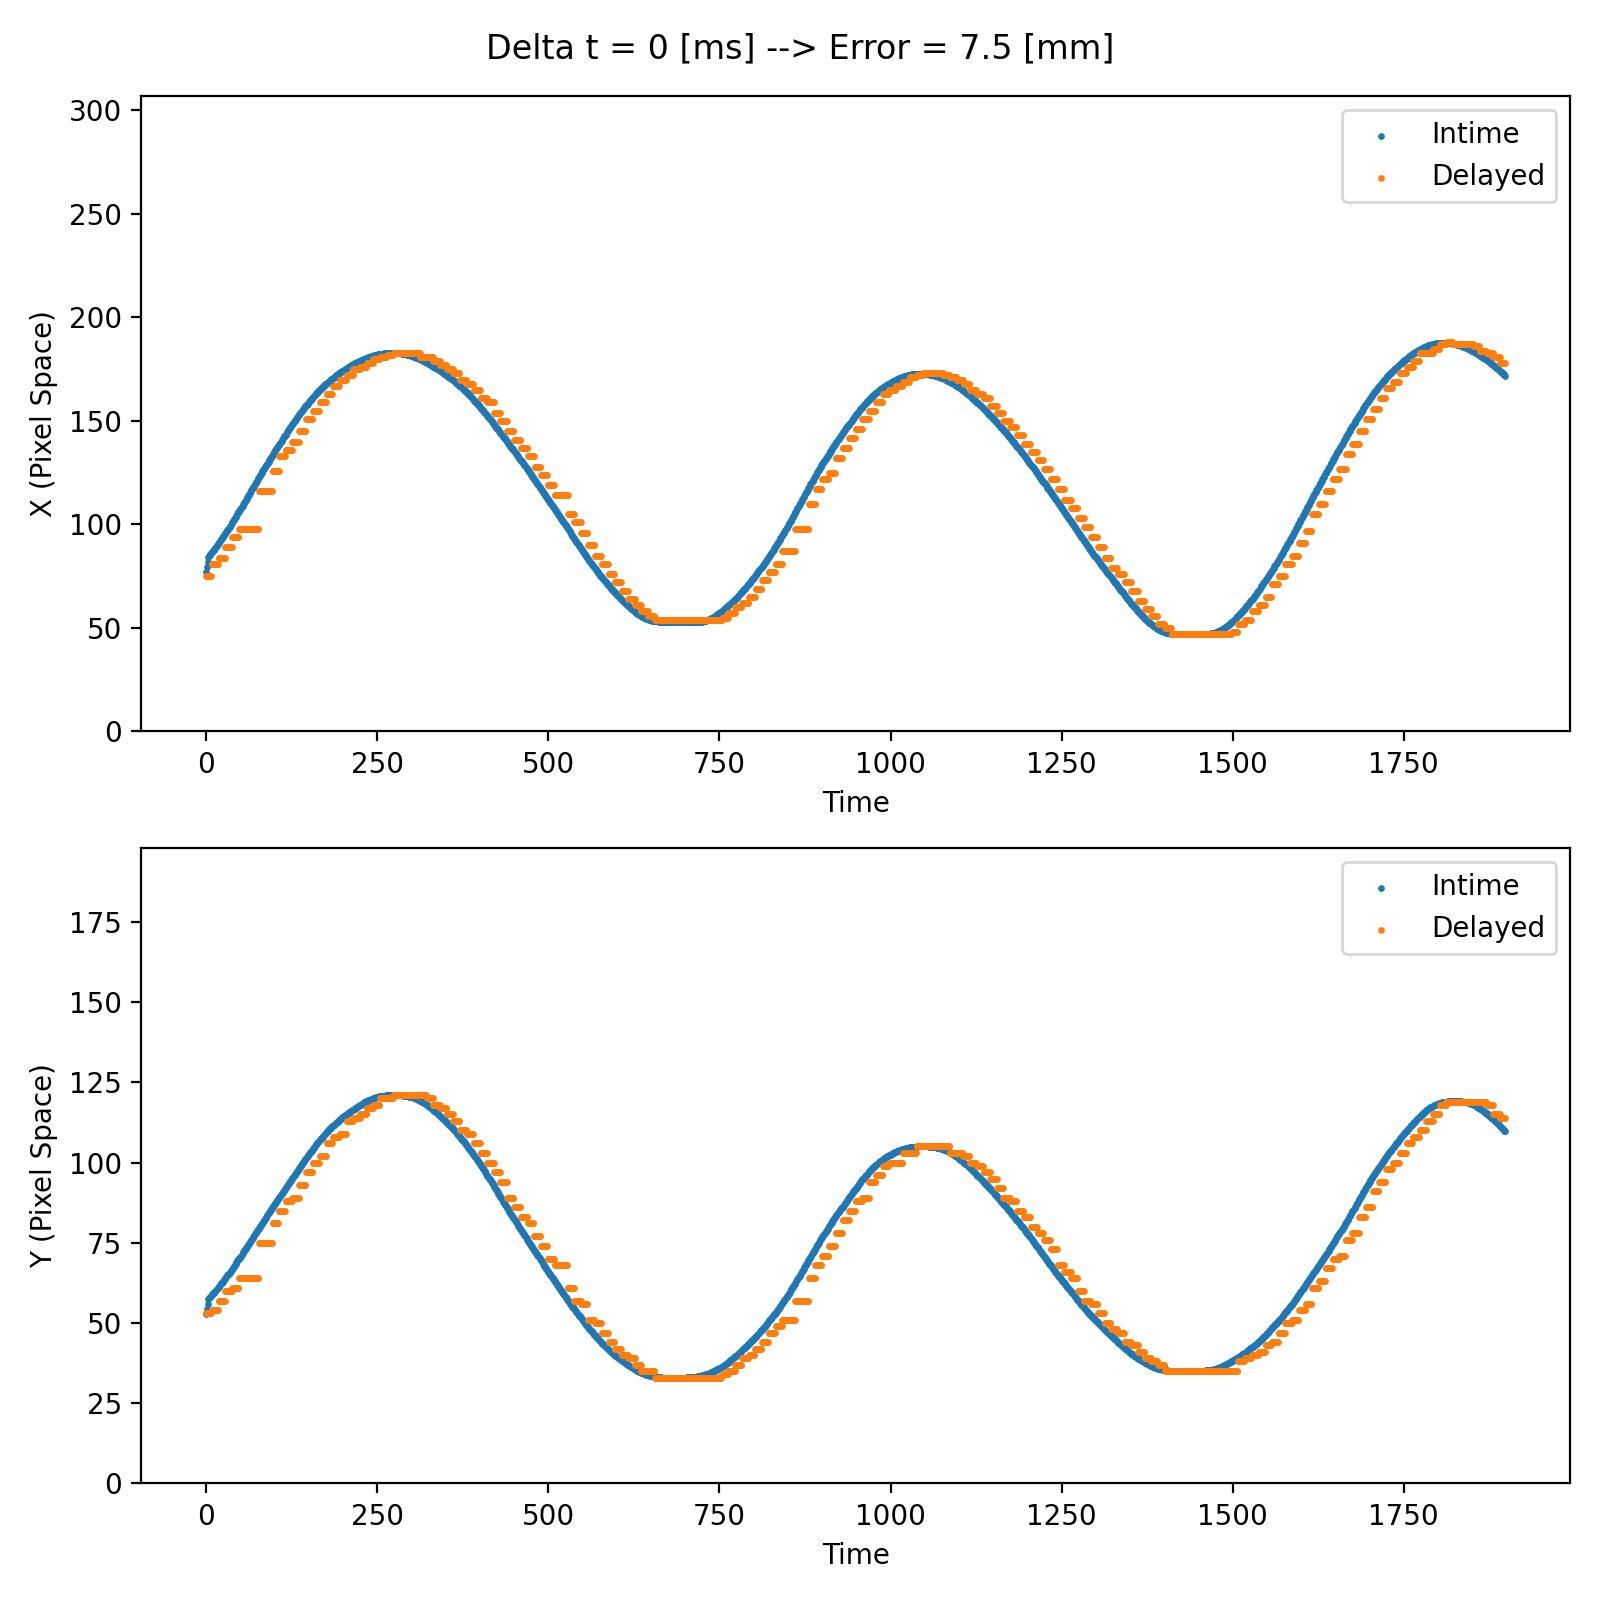 Delta t = 0 [ms] --> Error = 7.5 [mm]
300
250
200
150
100
50
0
X (Pixel Space)
Intime
Delayed
0 250 500 750 1000 1250 1500 1750
Time
175
150
125
100
75
50
25
0
Y (Pixel Space)
Intime
Delayed
0 250 500 750 1000 1250 1500 1750
Time